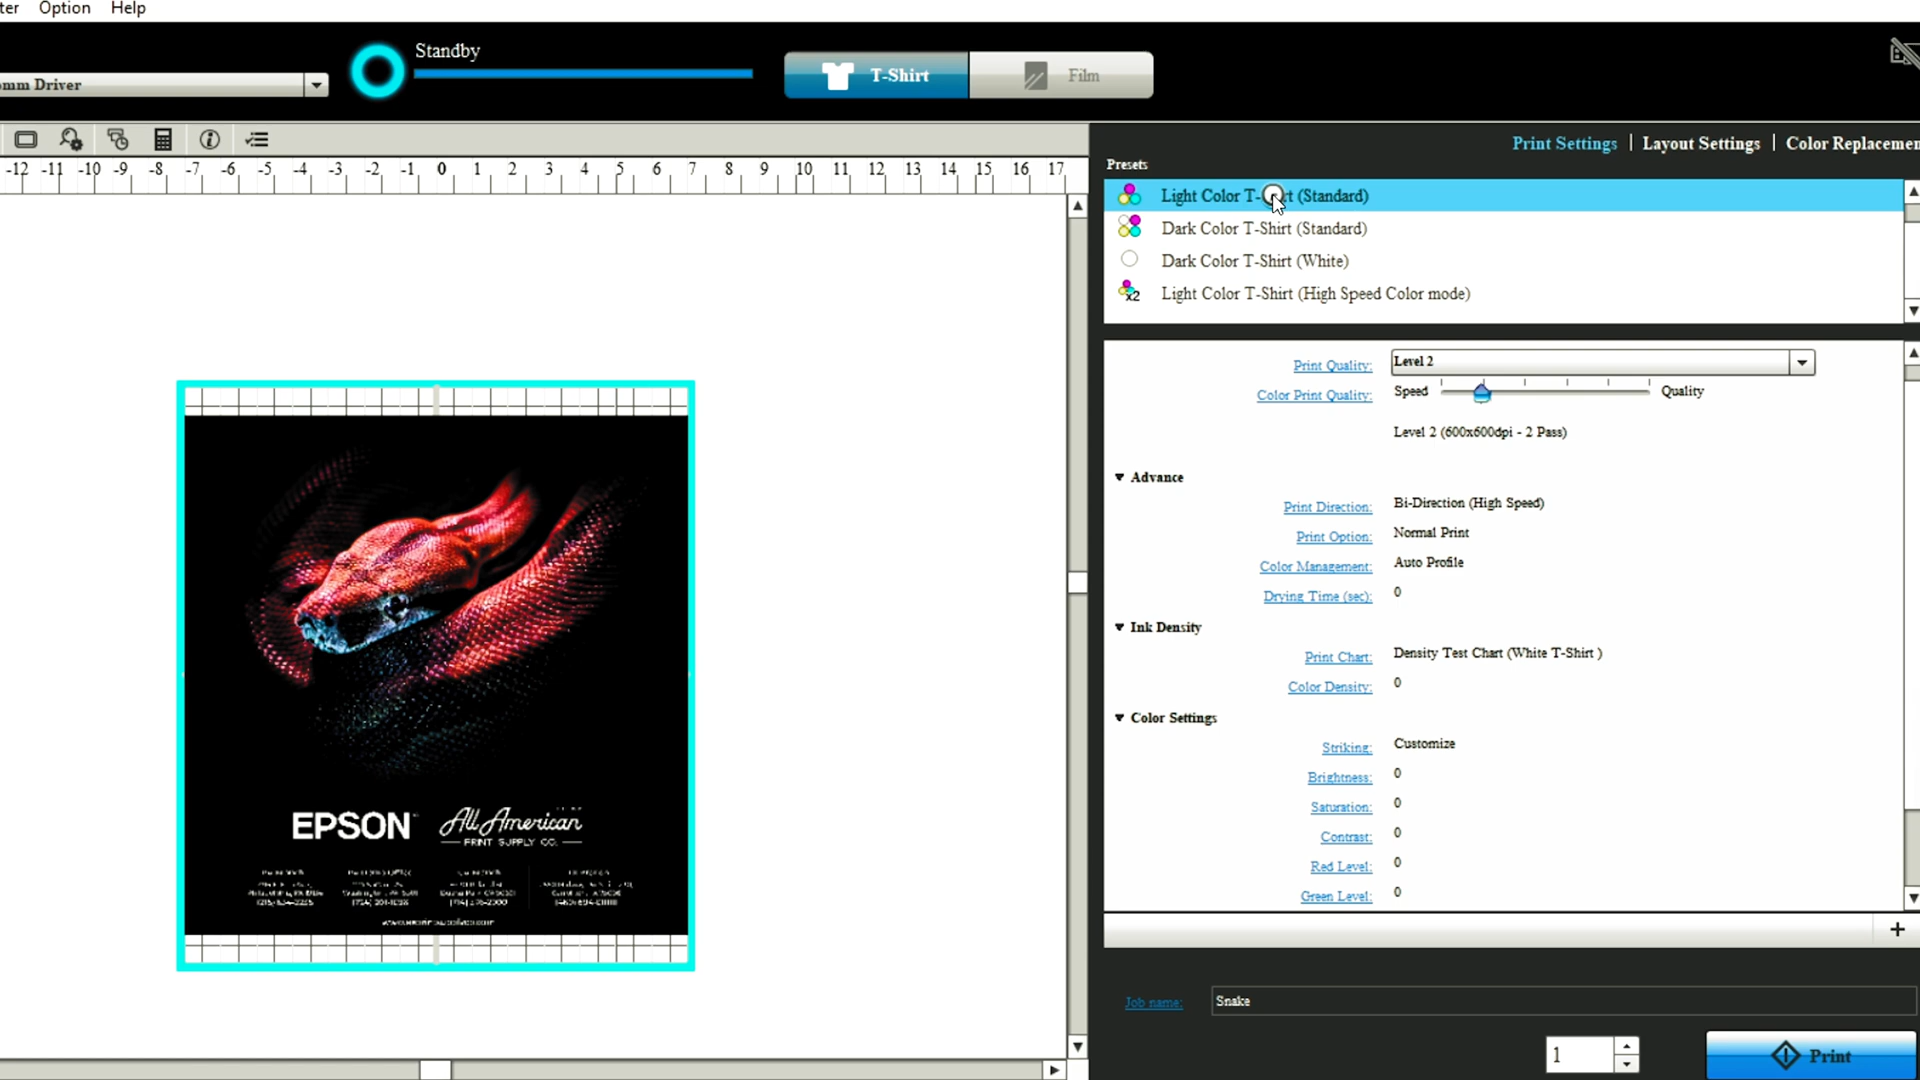 Option Help
Standby
mm Driver
T-Shirt
Film
Print Settings | Layout Settings | Color Replacemen
Presets
-12 -11 -10 -9 -8 -7 -6 -5 -4 -3 -2 -1 0 1 2 3 4 5 6 7 8 9 10 11 12 13 14 15 16 17
Light Color T-Shirt (Standard)
Dark Color T-Shirt (Standard)
Dark Color T-Shirt (White)
x2 Light Color T-Shirt (High Speed Color mode)
Print Quality: Level 2
Color Print Quality: Speed Quality
Level 2 (600x600dpi - 2 Pass)
Advance
Print Direction: Bi-Direction (High Speed)
Print Option: Normal Print
Color Management: Auto Profile
Drying Time (sec): 0
Ink Density
Print Chart: Density Test Chart (White T-Shirt )
Color Density: 0
Color Settings
Striking: Customize
Brightness: 0
Saturation: 0
Contrast: 0
Red Level: 0
Green Level: 0
EPSON
All American
PRINT SUPPLY CO.
Job name: Snake
1
Print